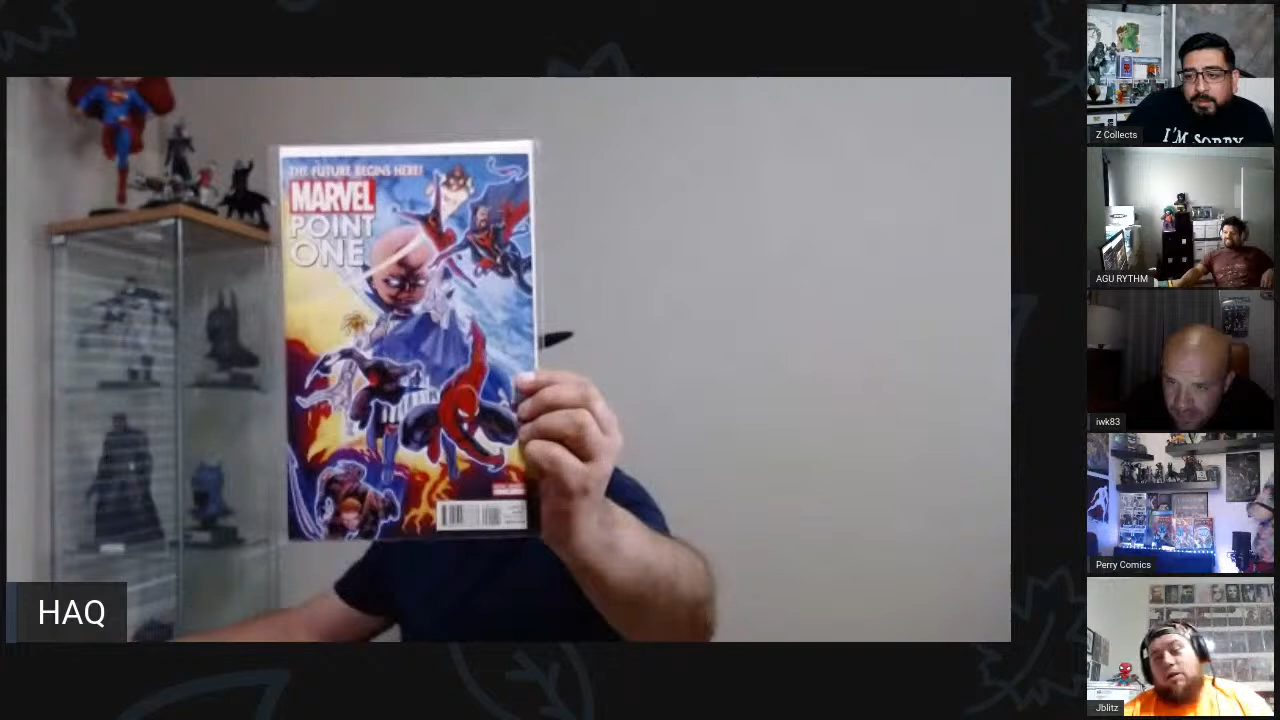 THE FUTURE BEGINS HERE!
MARVEL
POINT
ONE
HAQ
Z Collects
I'M SORRY
AGU RYTHM
iwk83
Perry Comics
Jblitz